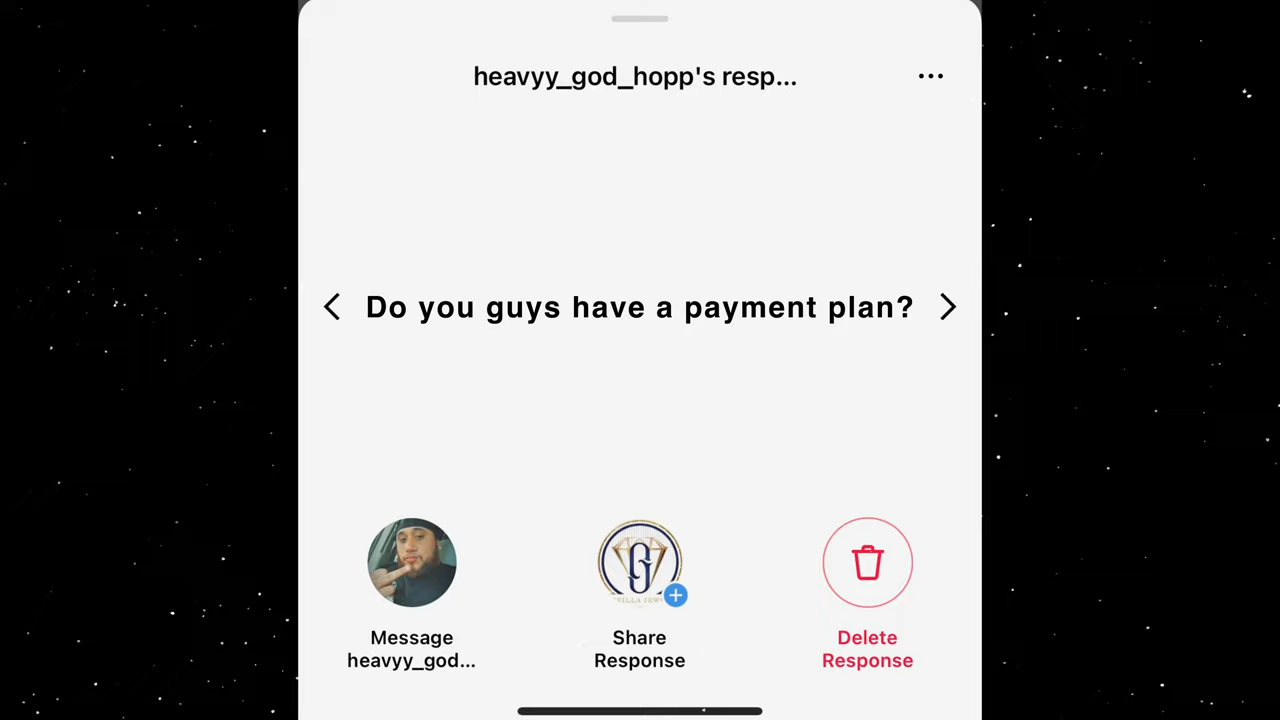 heavyy_god_hopp's resp...
Do you guys have a payment plan?
Message
heavyy_god...
Share
Response
Delete
Response